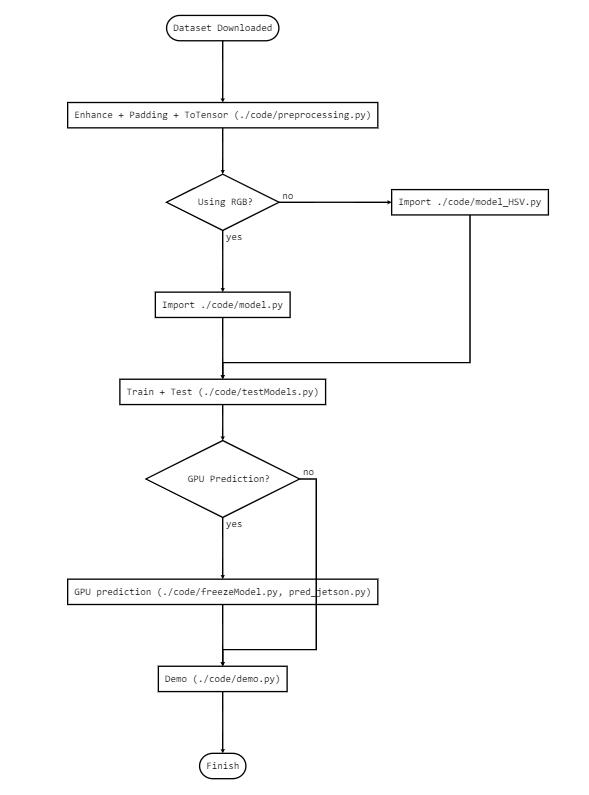 Dataset Downloaded
Enhance + Padding + ToTensor (./code/preprocessing.py)
Using RGB?
no
Import ./code/model_HSV.py
yes
Import ./code/model.py
Train + Test (./code/testModels.py)
GPU Prediction?
no
yes
GPU prediction (./code/freezeModel.py, pred_jetson.py)
Demo (./code/demo.py)
Finish